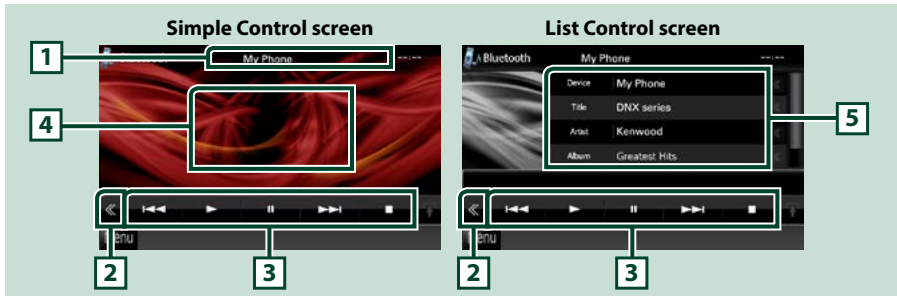 Simple Control screen
List Control screen
1
Bluetooth
My Phone
4
2
3
Bluetooth
My Phone
Device My Phone
Title DNX series
Artist Kenwood
Album Greatest Hits
5
2
3